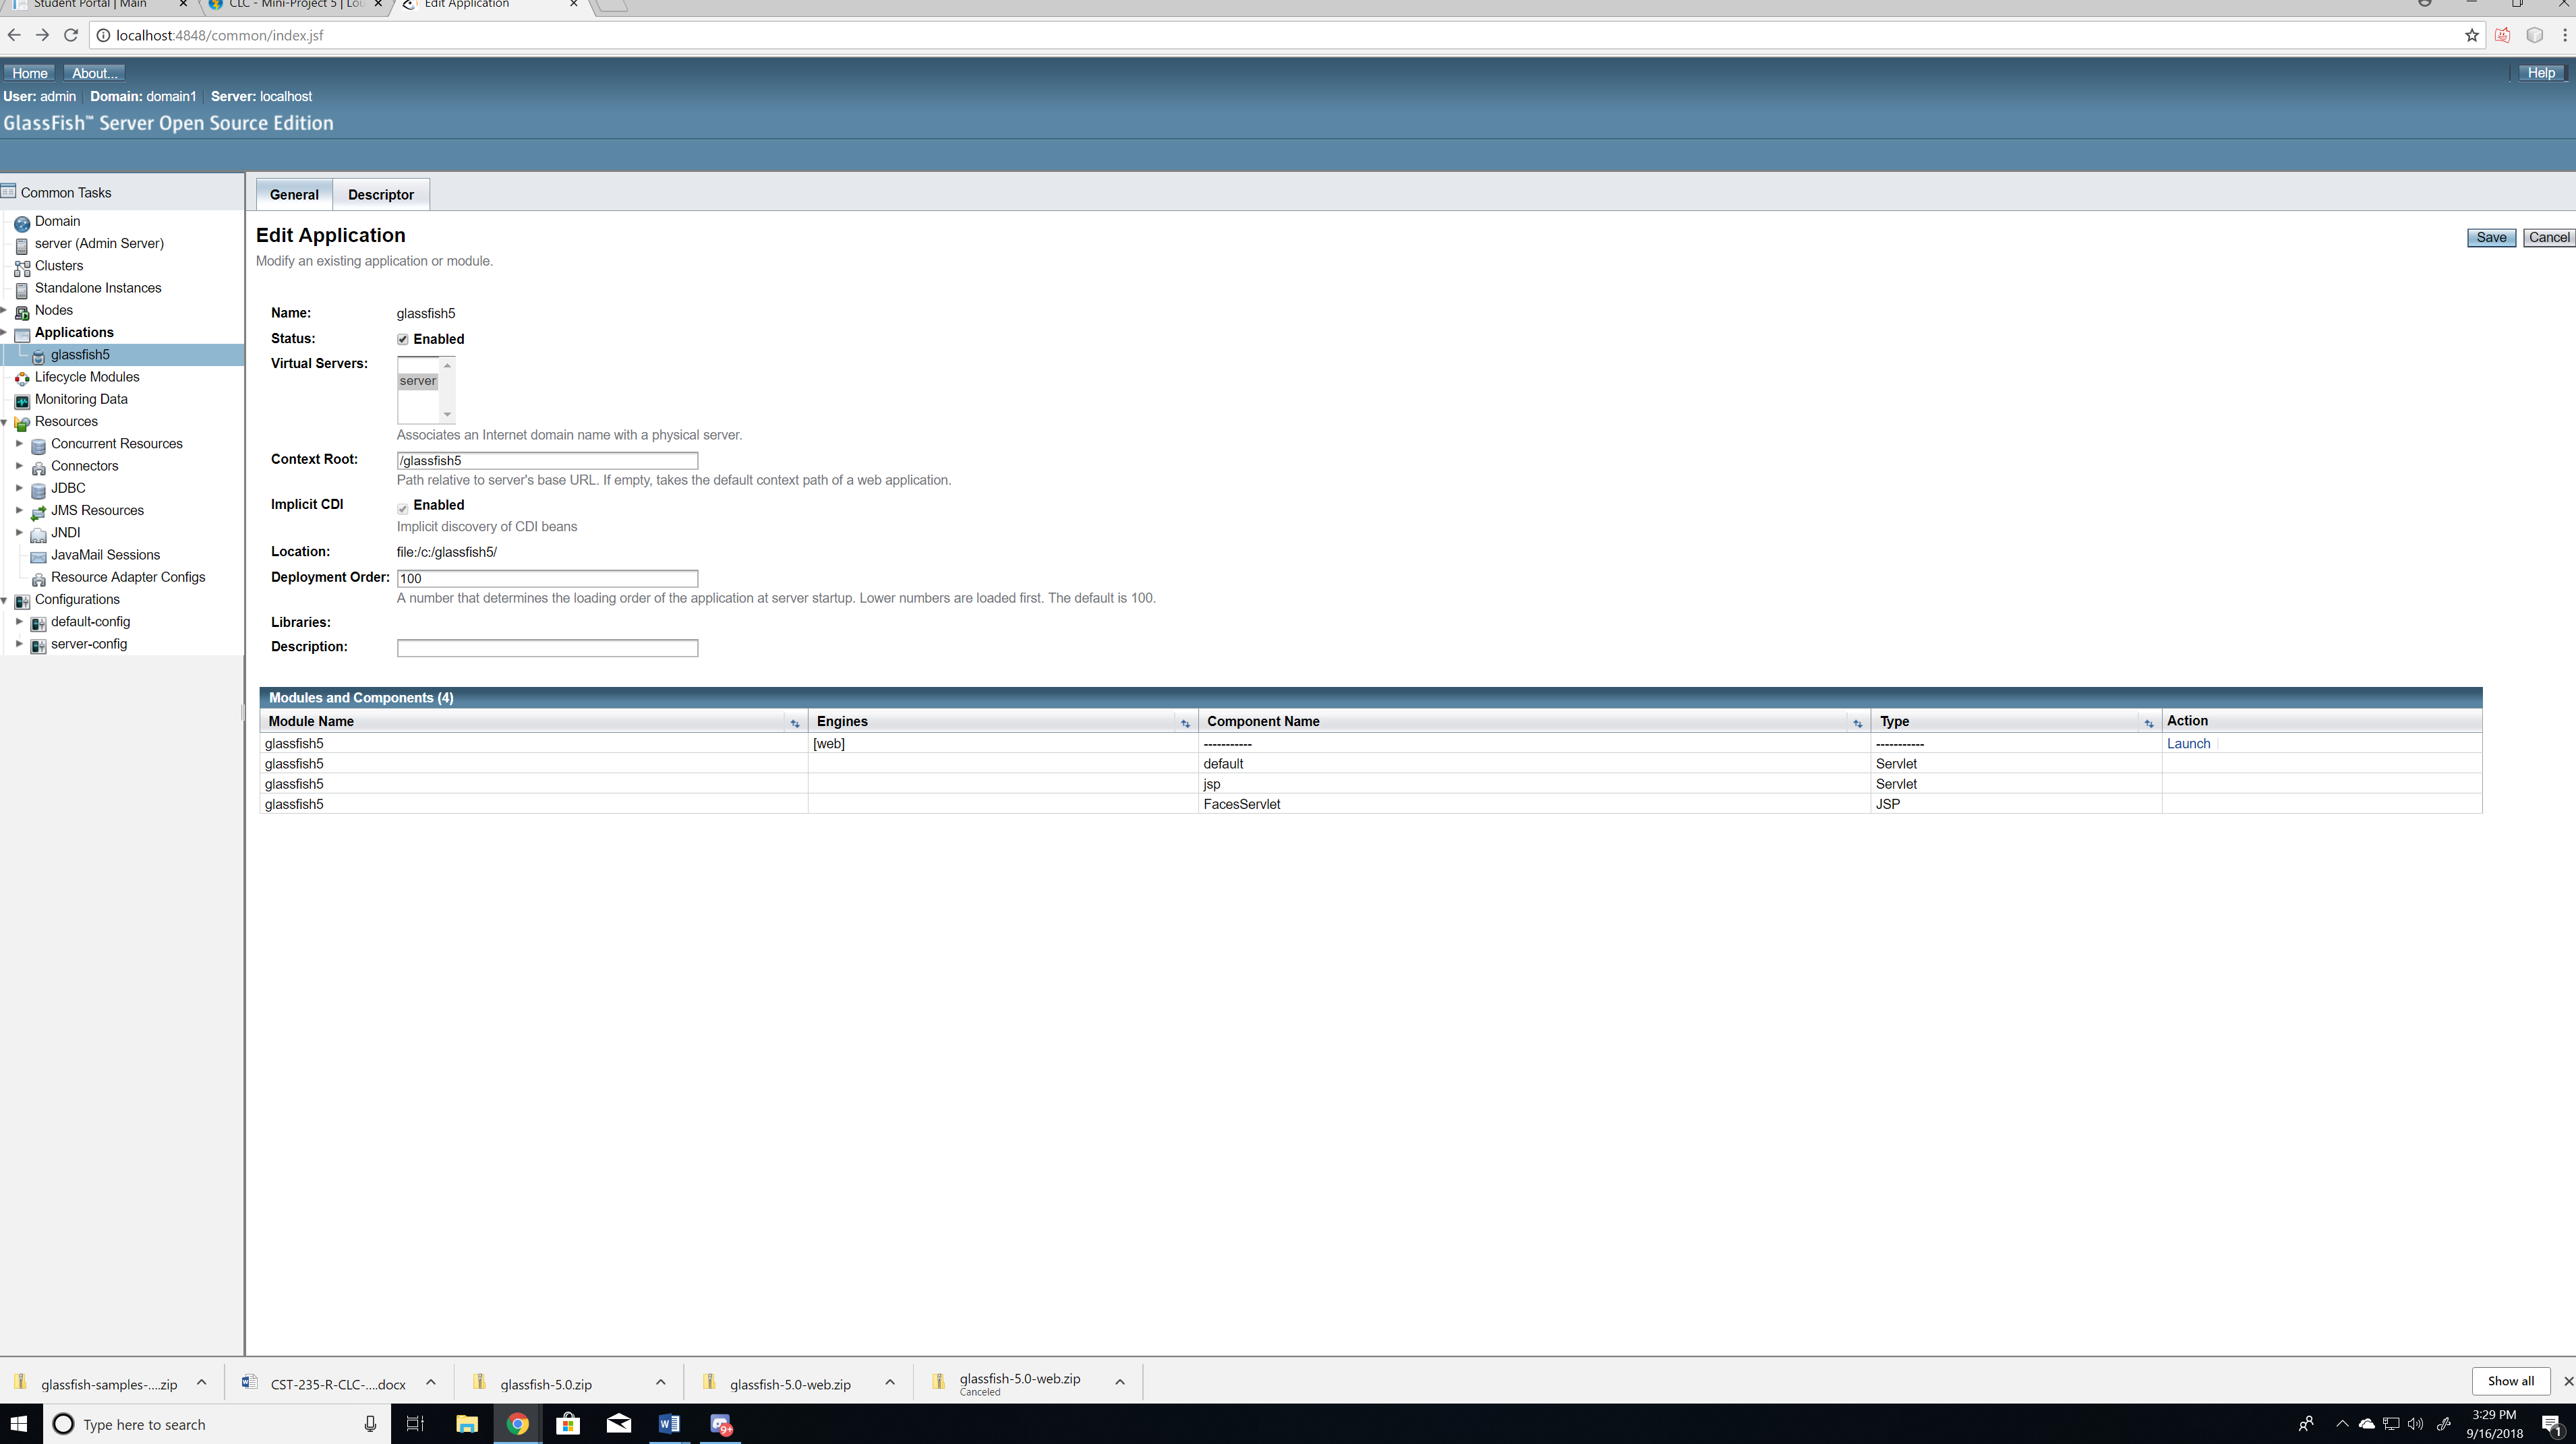 Student Portal | Main
CLC - Mini-Project 5 | Lou
Edit Application
localhost:4848/common/index.jsf
Home
About...
Help
User: admin
Domain: domain1
Server: localhost
GlassFish™ Server Open Source Edition
Common Tasks
Domain
server (Admin Server)
Clusters
Standalone Instances
Nodes
Applications
glassfish5
Lifecycle Modules
Monitoring Data
Resources
Concurrent Resources
Connectors
JDBC
JMS Resources
JNDI
JavaMail Sessions
Resource Adapter Configs
Configurations
default-config
server-config
General
Descriptor
Edit Application
Save
Cancel
Modify an existing application or module.
Name: glassfish5
Status: Enabled
Virtual Servers:
server
Associates an Internet domain name with a physical server.
Context Root: /glassfish5
Path relative to server's base URL. If empty, takes the default context path of a web application.
Implicit CDI Enabled
Implicit discovery of CDI beans
Location: file:/c:/glassfish5/
Deployment Order: 100
A number that determines the loading order of the application at server startup. Lower numbers are loaded first. The default is 100.
Libraries:
Description:
Modules and Components (4)
Module Name Engines Component Name Type Action
glassfish5 [web] ----------- ----------- Launch
glassfish5 default Servlet
glassfish5 jsp Servlet
glassfish5 FacesServlet JSP
glassfish-samples-....zip
CST-235-R-CLC-....docx
glassfish-5.0.zip
glassfish-5.0-web.zip
glassfish-5.0-web.zip
Canceled
Show all
Type here to search
9+
3:29 PM
9/16/2018
1